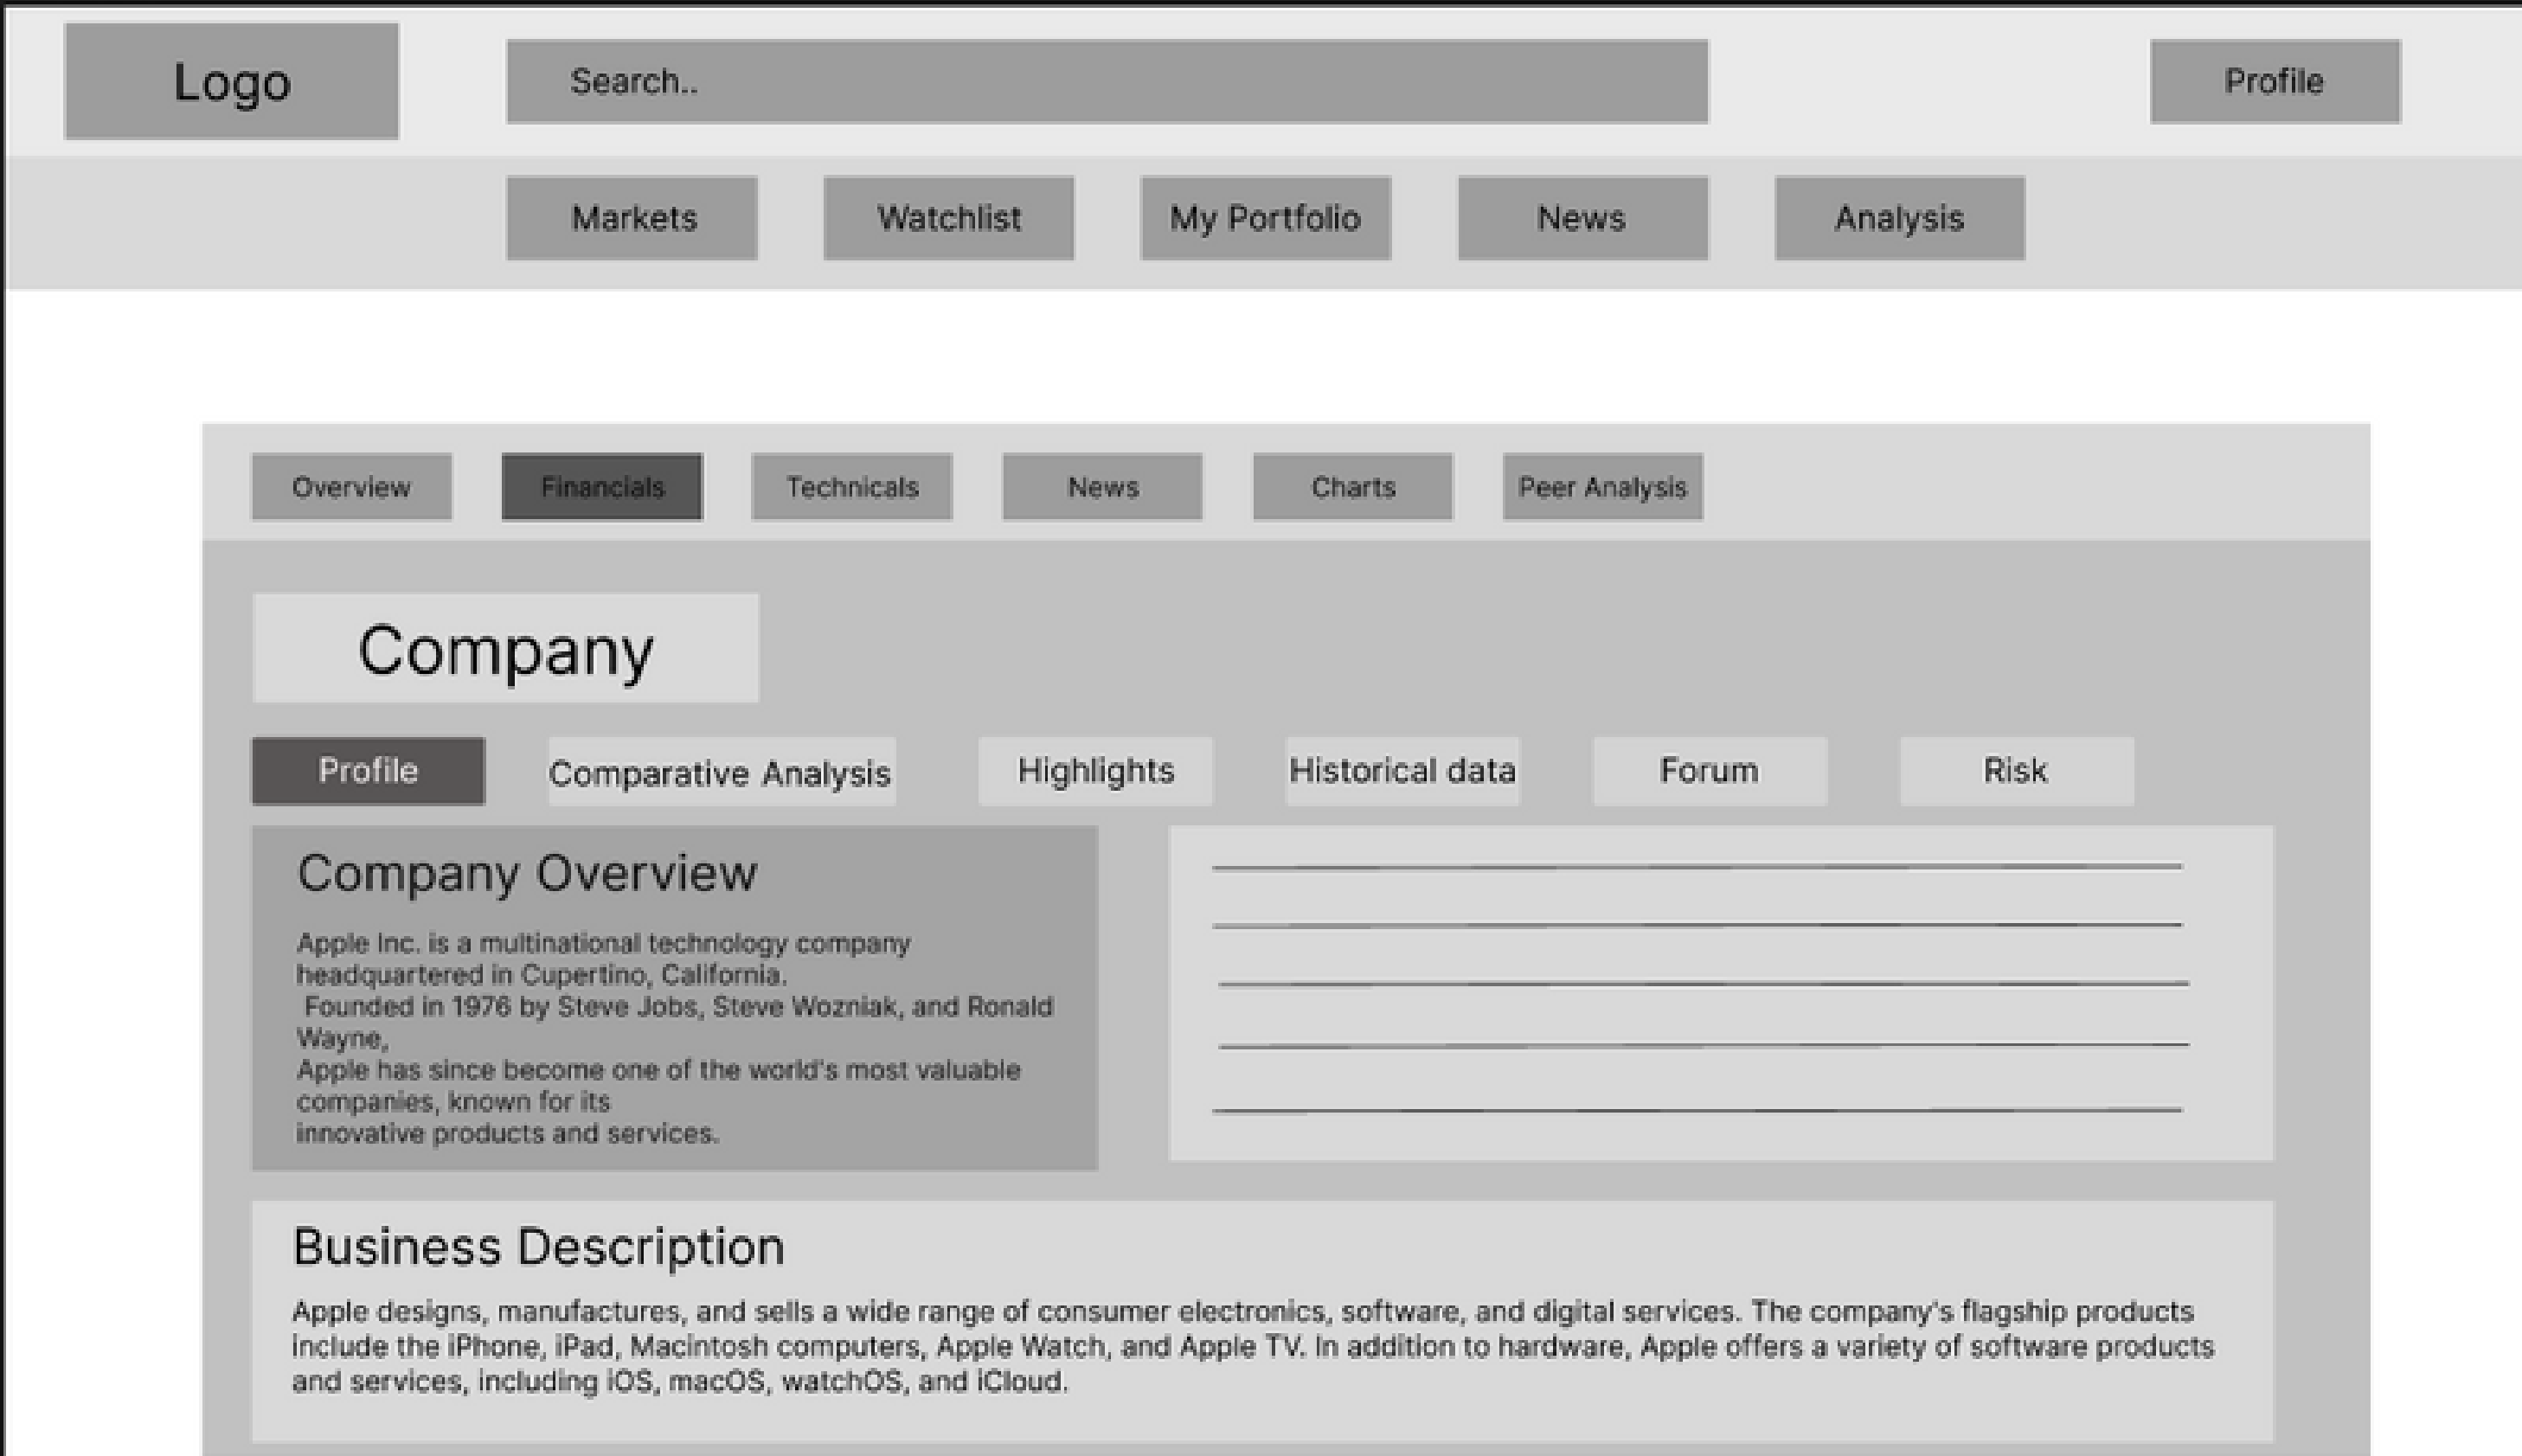 Logo
Search..
Profile
Markets
Watchlist
My Portfolio
News
Analysis
Overview
Financials
Technicals
News
Charts
Peer Analysis
Company
Profile
Comparative Analysis
Highlights
Historical data
Forum
Risk
Company Overview
Apple Inc. is a multinational technology company
headquartered in Cupertino, California.
Founded in 1976 by Steve Jobs, Steve Wozniak, and Ronald
Wayne,
Apple has since become one of the world's most valuable
companies, known for its
innovative products and services.
Business Description
Apple designs, manufactures, and sells a wide range of consumer electronics, software, and digital services. The company's flagship products
include the iPhone, iPad, Macintosh computers, Apple Watch, and Apple TV. In addition to hardware, Apple offers a variety of software products
and services, including iOS, macOS, watchOS, and iCloud.